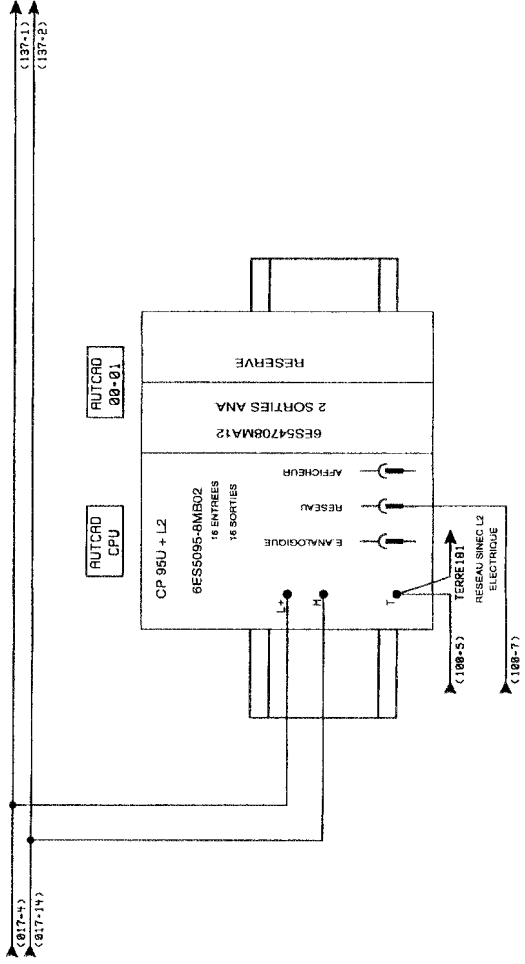 (137-1)
(137-2)
AUTCAD
00-01
RESERVE
2 SORTIES ANA
6ES54708MA12
AUTCAD
CPU
CP 95U + L2
6ES5095-8MB02
16 ENTREES
16 SORTIES
AFFICHEUR
RESEAU
E.ANALOGIQUE
L+
M
T
TERRE101
RESEAU SINEC L2
ELECTRIQUE
(100-5)
(100-7)
(017-4)
(017-14)